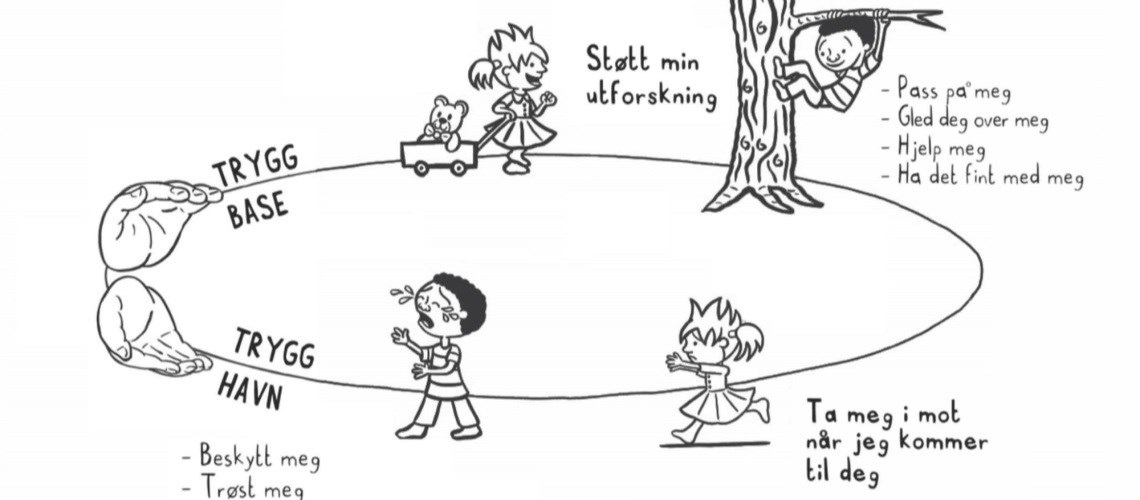 Støtt min
utforskning
- Pass på meg
- Gled deg over meg
- Hjelp meg
- Ha det fint med meg
TRYGG
BASE
TRYGG
HAVN
- Beskytt meg
- Trøst meg
Ta meg i mot
når jeg kommer
til deg